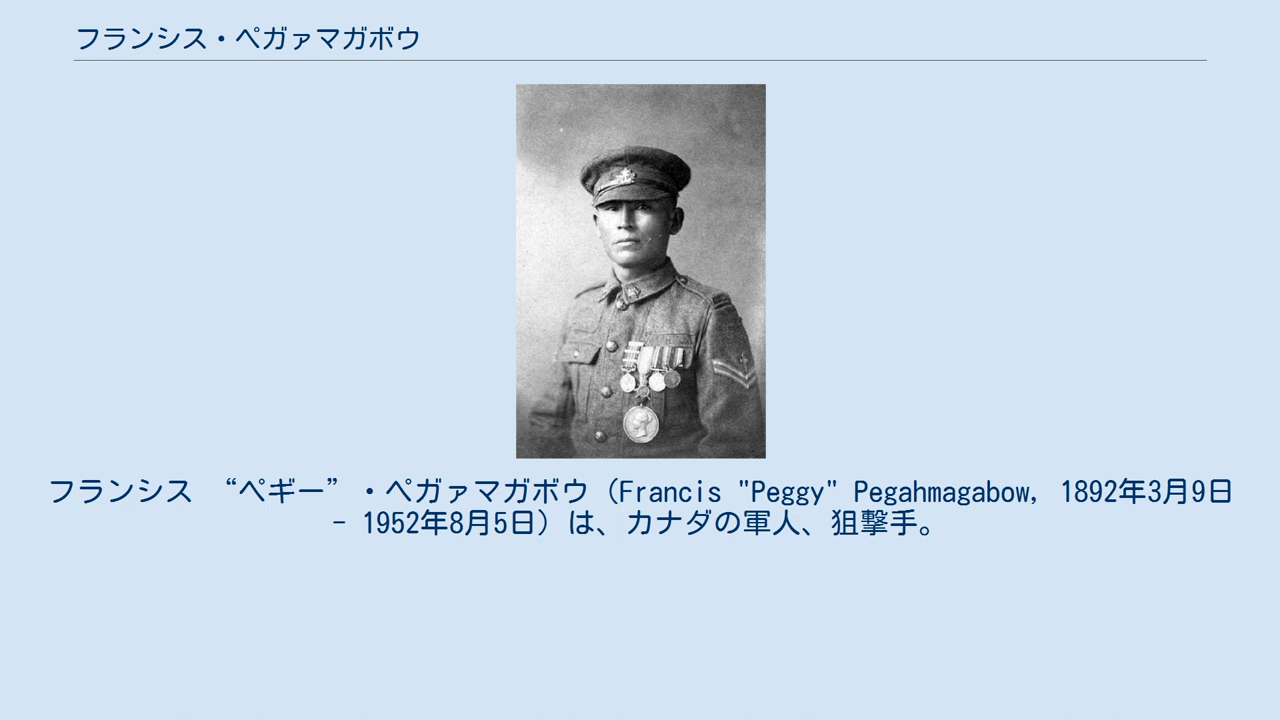 フランシス・ペガァマガボウ
フランシス “ペギー”・ペガァマガボウ（Francis "Peggy" Pegahmagabow, 1892年3月9日
- 1952年8月5日）は、カナダの軍人、狙撃手。